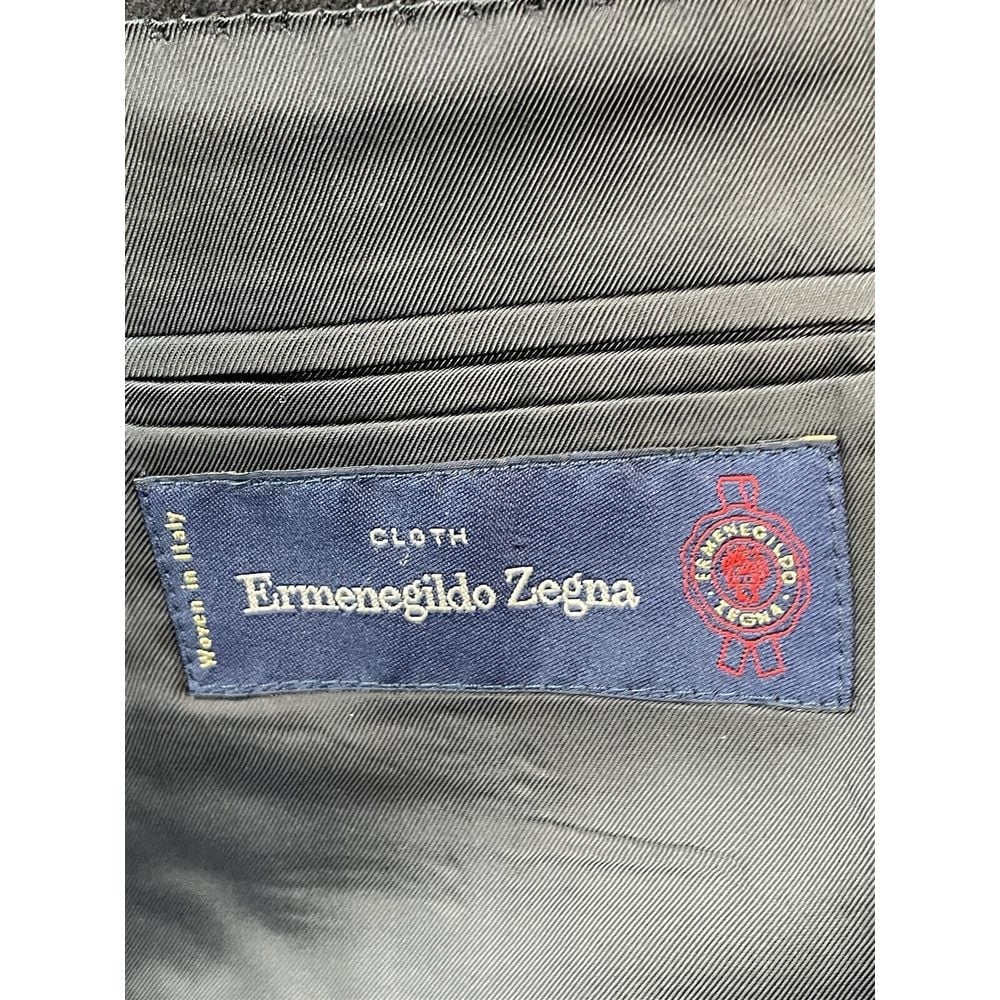 Woven in Italy
CLOTH
Ermenegildo Zegna
ERMENEGILDO
ZEGNA